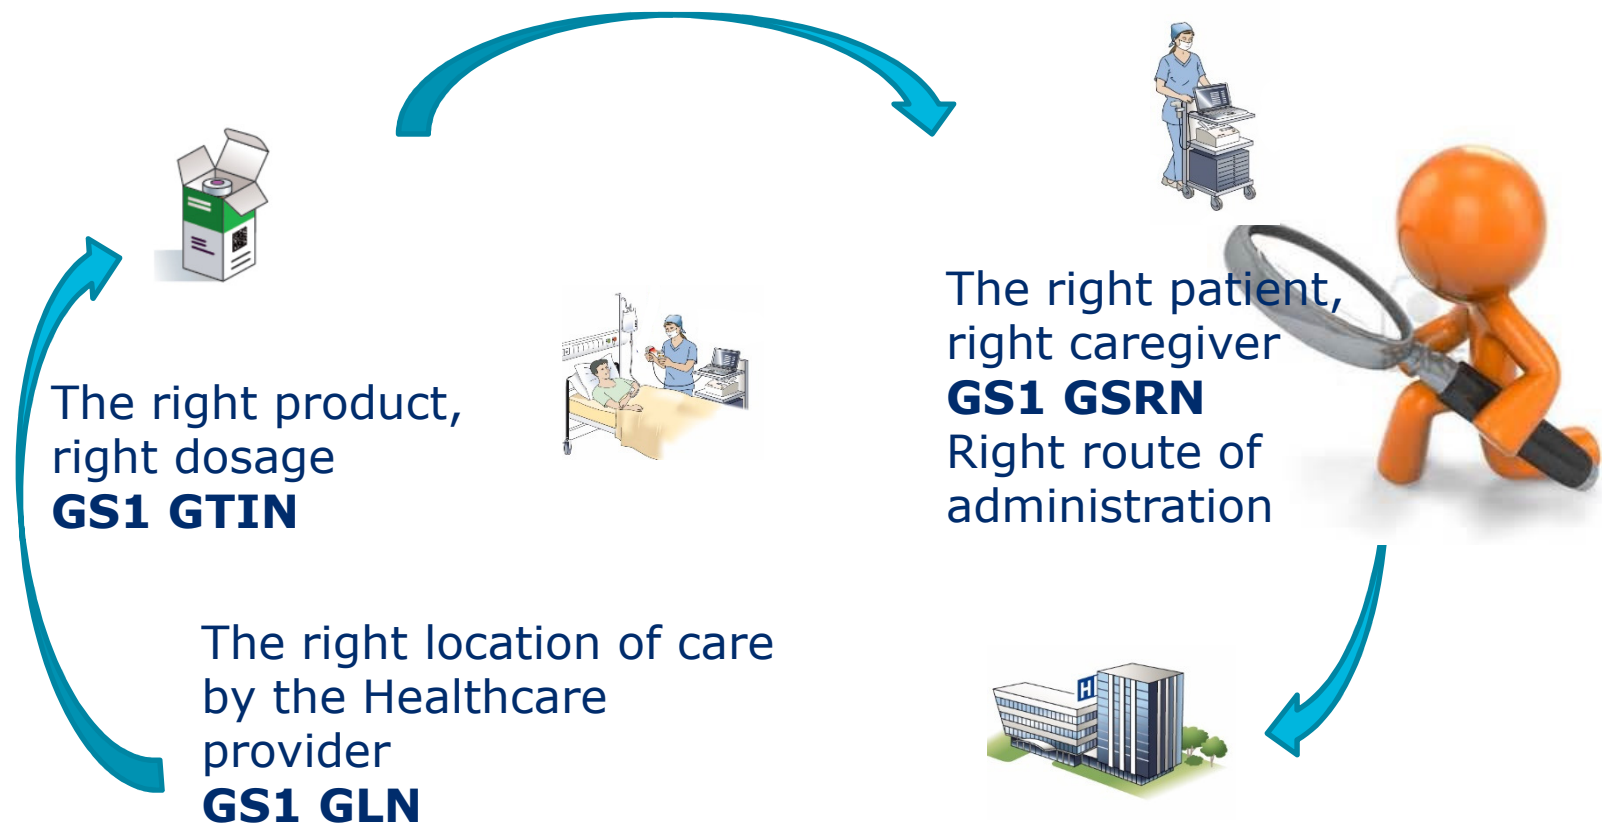 The right product,
right dosage
GS1 GTIN
The right patient,
right caregiver
GS1 GSRN
Right route of
administration
The right location of care
by the Healthcare
provider
GS1 GLN
H